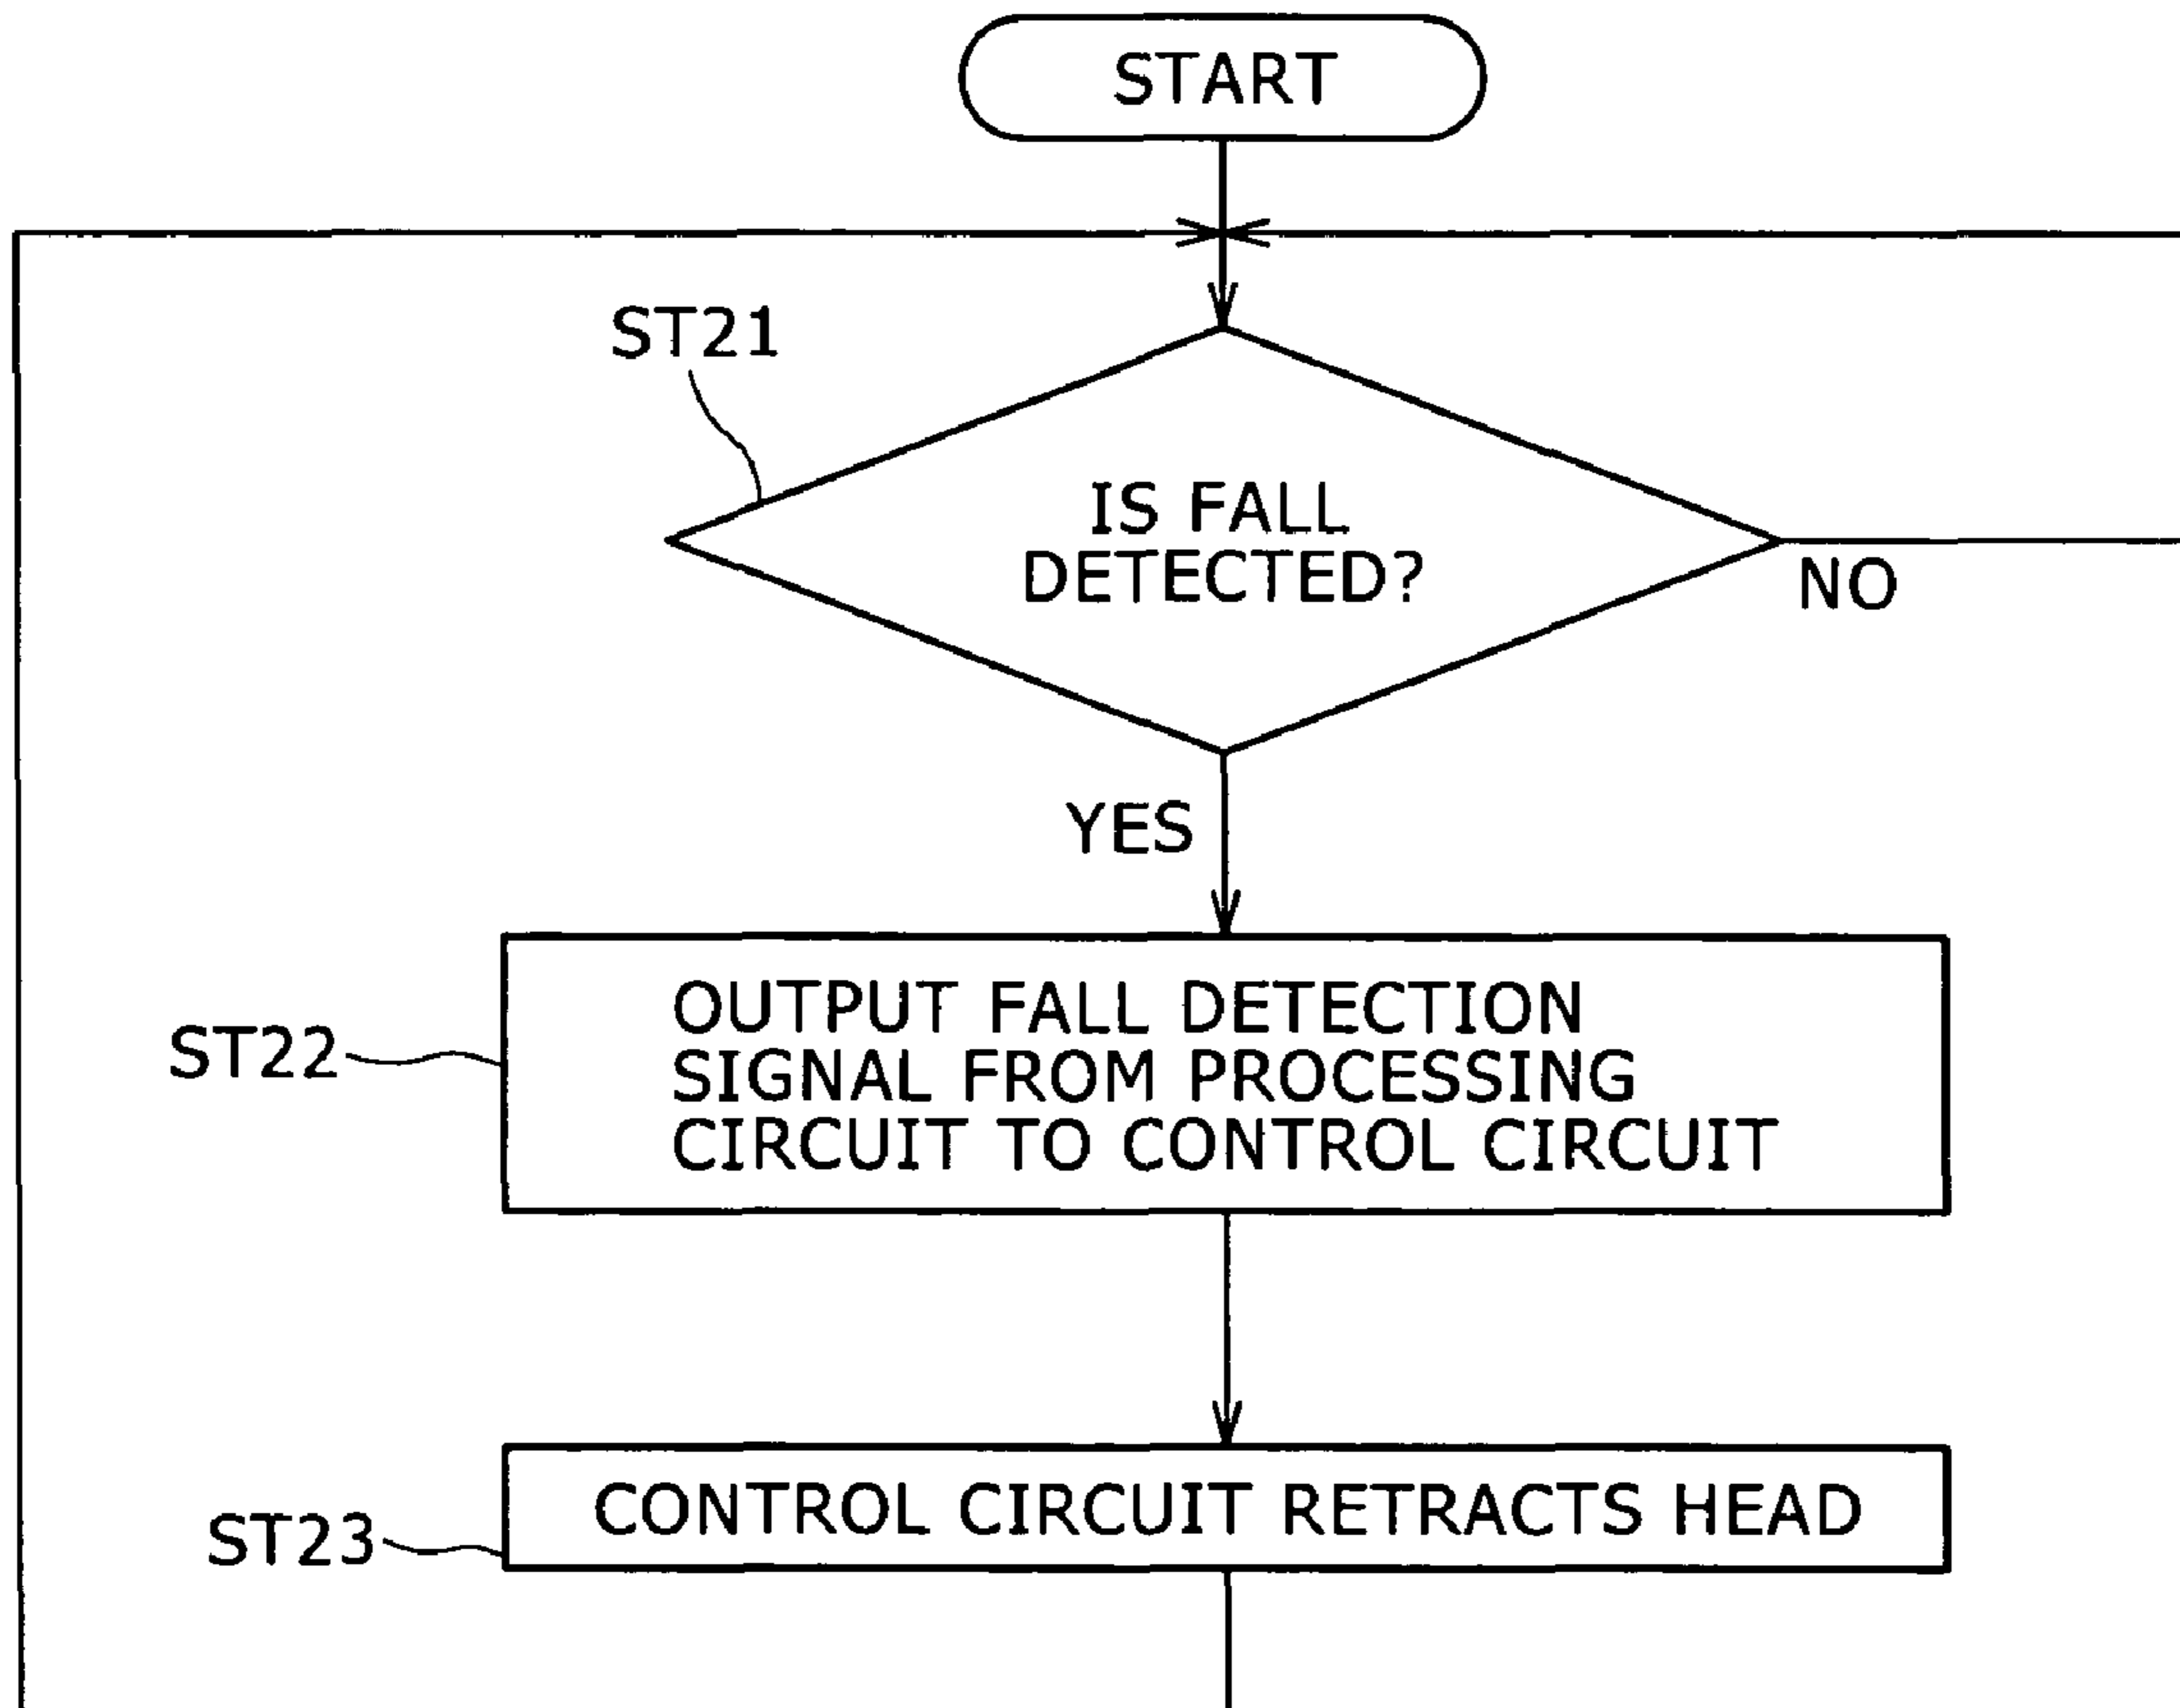 START
ST21
IS FALL
DETECTED?
NO
YES
OUTPUT FALL DETECTION
SIGNAL FROM PROCESSING
CIRCUIT TO CONTROL CIRCUIT
ST22
CONTROL CIRCUIT RETRACTS HEAD
ST23